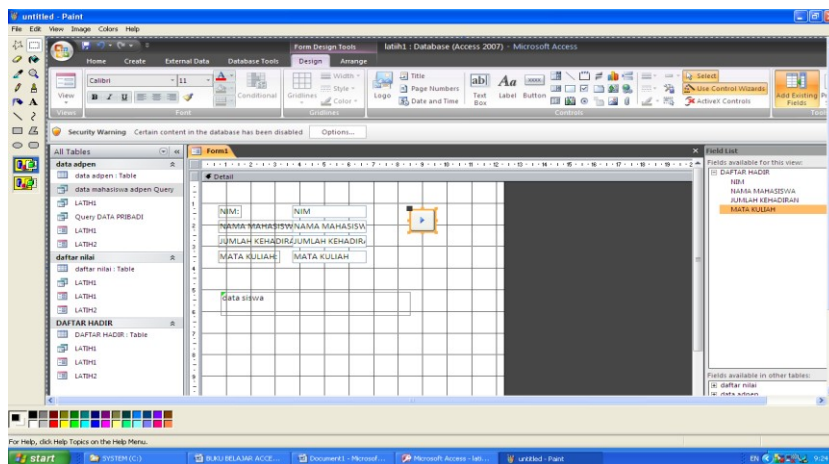 untitled - Paint
File Edit View Image Colors Help
Form Design Tools
latiih1 : Database (Access 2007) - Microsoft Access
Home Create External Data Database Tools Design Arrange
View
Views
Calibri 11
B I U
Conditional
Font
Gridlines
Width
Style
Color
Gridlines
Logo
Title
Page Numbers
Date and Time
ab|
Text Box
Aa
Label
Button
Controls
Select
Use Control Wizards
ActiveX Controls
Add Existing Fields
Security Warning Certain content in the database has been disabled Options...
All Tables
data adpen
data adpen : Table
data mahasiswa adpen Query
LATIH1
Query DATA PRIBADI
LATIH1
LATIH2
daftar nilai
daftar nilai : Table
LATIH1
LATIH1
LATIH2
DAFTAR HADIR
DAFTAR HADIR : Table
LATIH1
LATIH1
LATIH2
Form1
Detail
NIM: NIM
NAMA MAHASISW NAMA MAHASISW
JUMLAH KEHADIRA JUMLAH KEHADIRA
MATA KULIAH: MATA KULIAH
data siswa
Field List
Fields available for this view:
DAFTAR HADIR
NIM
NAMA MAHASISWA
JUMLAH KEHADIRAN
MATA KULIAH
Fields available in other tables:
daftar nilai
data adpen
For Help, click Help Topics on the Help Menu.
start
SYSTEM (C:)
BUKU BELAJAR ACCE...
Document1 - Microsof...
Microsoft Access - lati...
untitled - Paint
EN
9:24